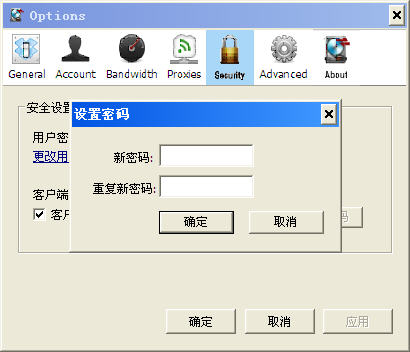 Options
General Account Bandwidth Proxies Security Advanced About
安全设置
设置密码
用户密
更改用
新密码:
重复新密码:
客户端
客户
码
确定 取消
确定 取消 应用